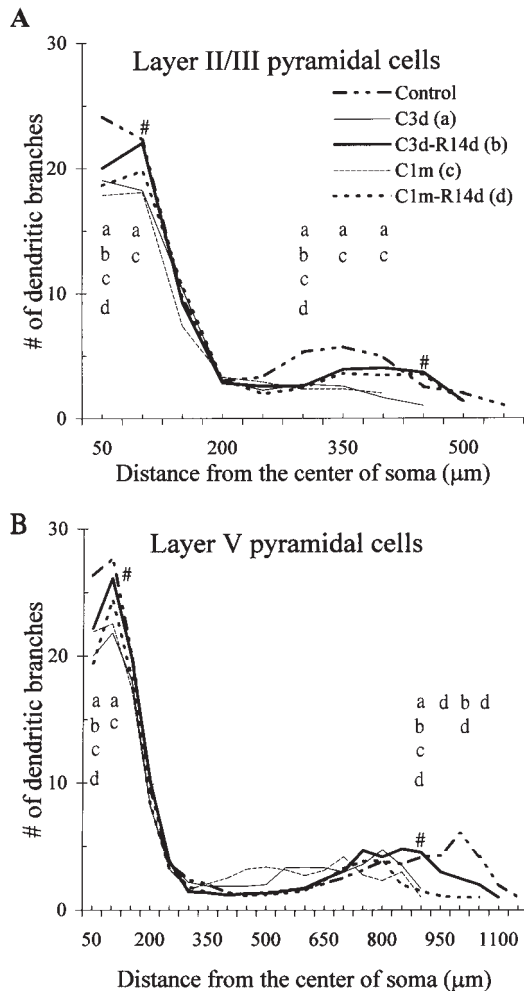 A
30
Layer II/III pyramidal cells
Control
#
C3d (a)
C3d-R14d (b)
20
C1m (c)
C1m-R14d (d)
a a a a a
b c b c c
c c
d d
10
#
0
# of dendritic branches
50 200 350 500
Distance from the center of soma (μm)
B
30
Layer V pyramidal cells
#
20
a a a d b d
b c b d
c c
d d
10
#
0
# of dendritic branches
50 200 350 500 650 800 950 1100
Distance from the center of soma (μm)